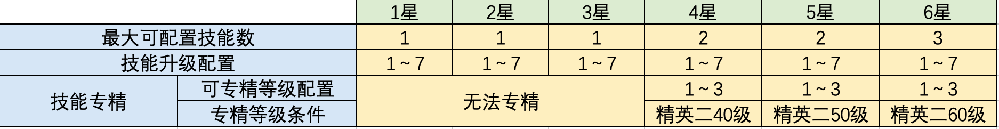 1星 2星 3星 4星 5星 6星
最大可配置技能数 1 1 1 2 2 3
技能升级配置 1~7 1~7 1~7 1~7 1~7 1~7
技能专精 可专精等级配置 无法专精 1~3 1~3 1~3
专精等级条件 精英二40级 精英二50级 精英二60级